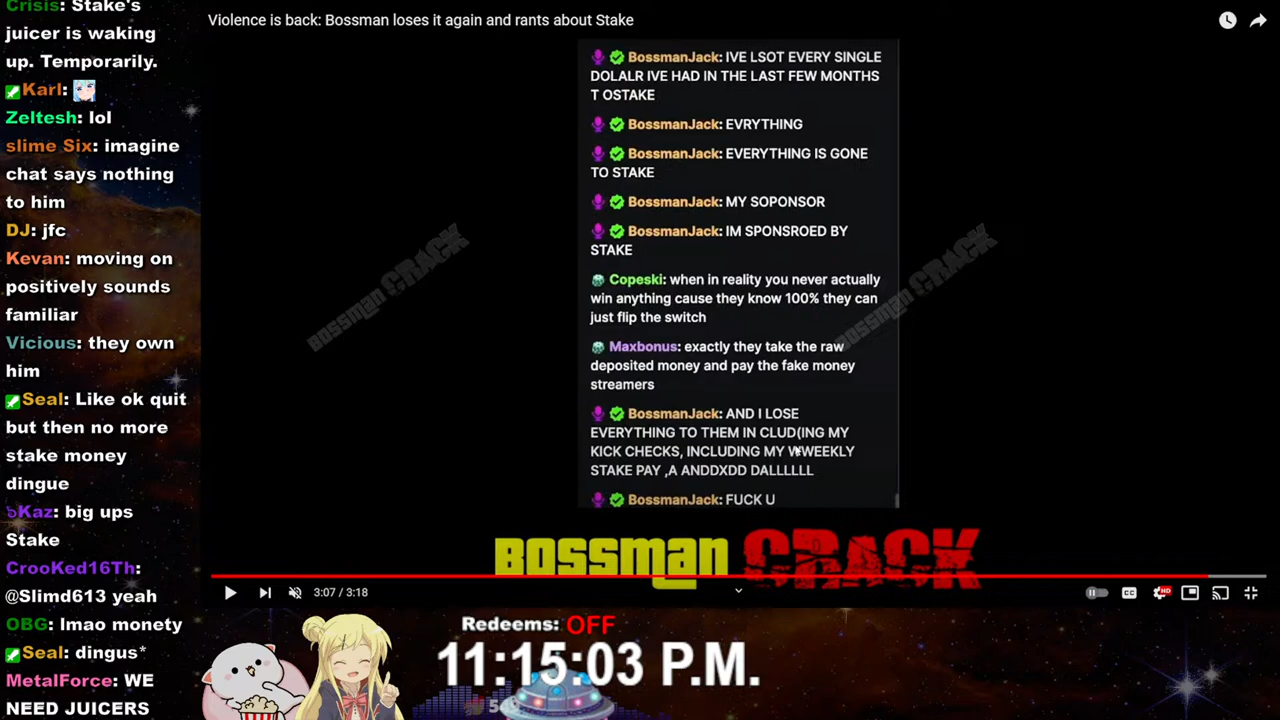 Crisis: Stake's
juicer is waking
up. Temporarily.
Karl:
Zeltesh: lol
slime Six: imagine
chat says nothing
to him
DJ: jfc
Kevan: moving on
positively sounds
familiar
Vicious: they own
him
Seal: Like ok quit
but then no more
stake money
dingue
Kaz: big ups
Stake
CrooKed16Th:
@Slimd613 yeah
OBG: lmao monety
Seal: dingus*
MetalForce: WE
NEED JUICERS
Violence is back: Bossman loses it again and rants about Stake
BossmanJack: IVE LSOT EVERY SINGLE
DOLALR IVE HAD IN THE LAST FEW MONTHS
T OSTAKE
BossmanJack: EVRYTHING
BossmanJack: EVERYTHING IS GONE
TO STAKE
BossmanJack: MY SOPONSOR
BossmanJack: IM SPONSROED BY
STAKE
Copeski: when in reality you never actually
win anything cause they know 100% they can
just flip the switch
Maxbonus: exactly they take the raw
deposited money and pay the fake money
streamers
BossmanJack: AND I LOSE
EVERYTHING TO THEM IN CLUD(ING MY
KICK CHECKS, INCLUDING MY WWEEKLY
STAKE PAY ,A ANDDXDD DALLLLLL
BossmanJack: FUCK U
BOSSMAN CRACK
BOSSMAN CRACK
BOSSMAN CRACK
3:07 / 3:18
CC
HD
Redeems: OFF
11:15:03 P.M.